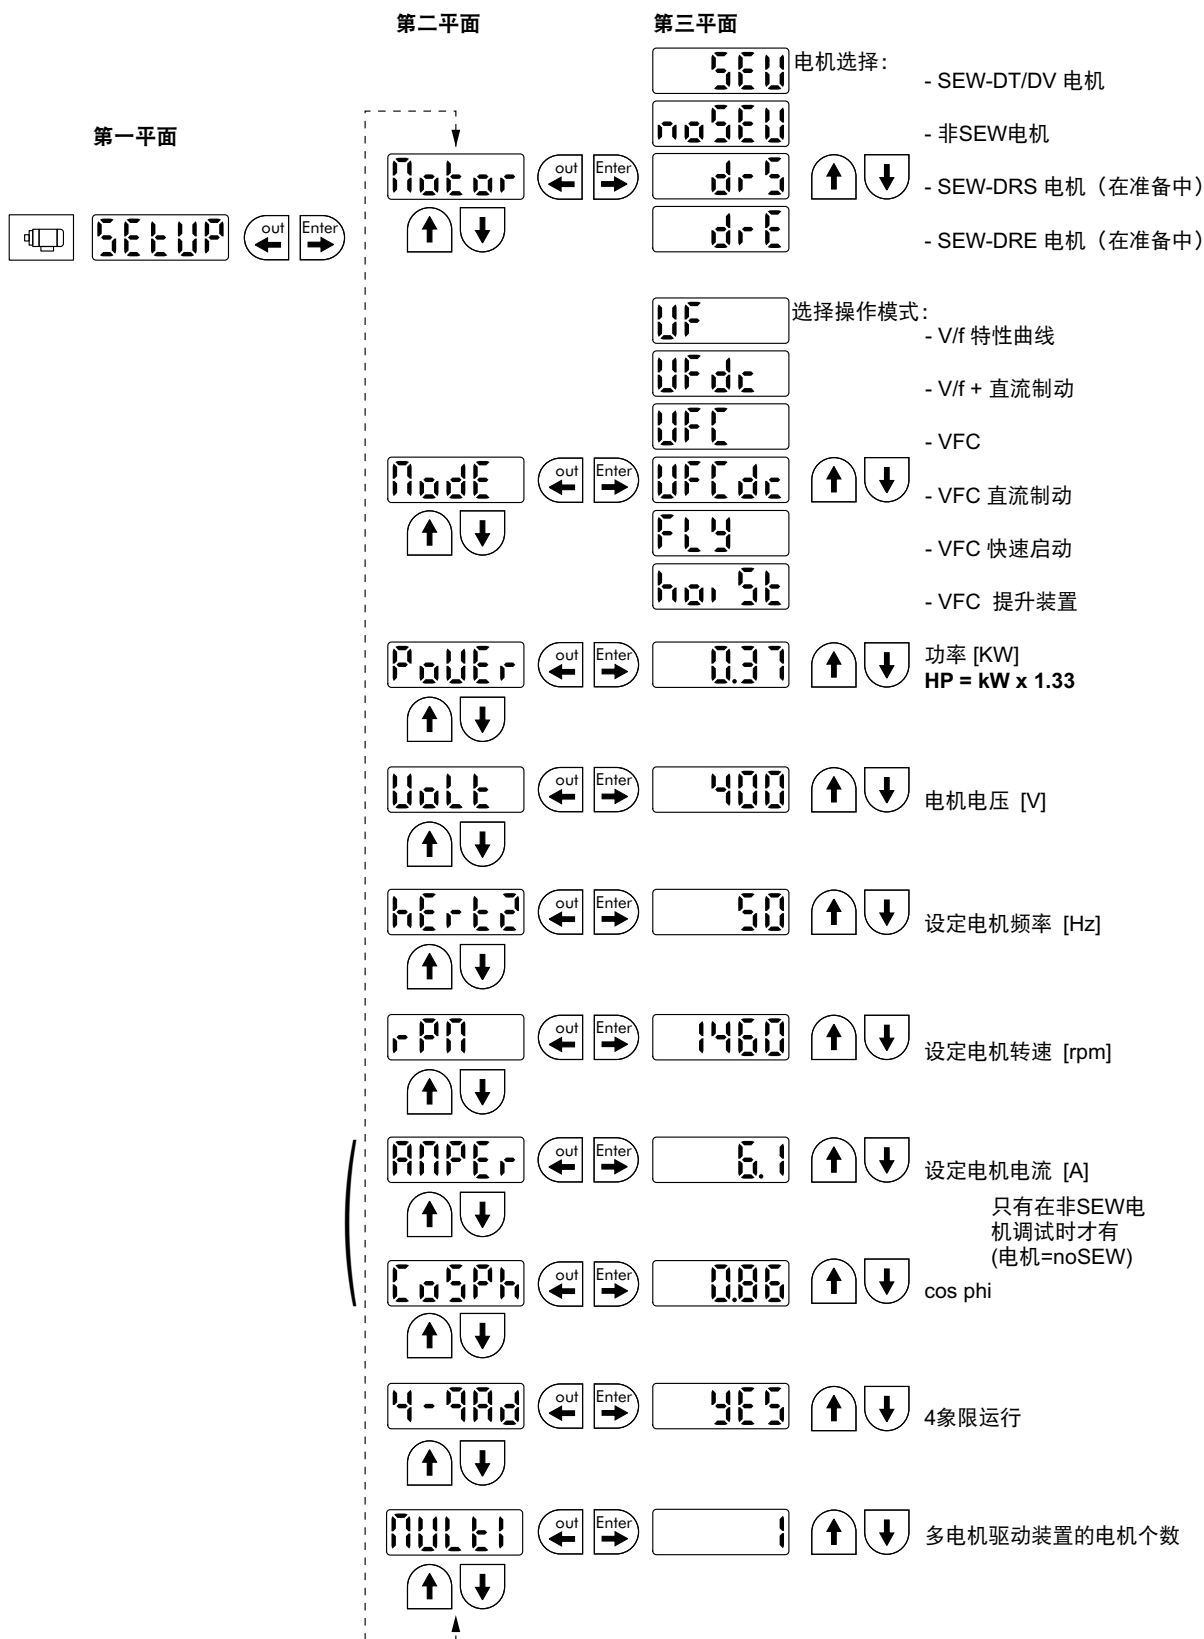 第二平面
第三平面
第一平面
SEtUP
out
Enter
Motor
out
Enter
SEW
noSEW
drS
drE
电机选择：
- SEW-DT/DV 电机
- 非SEW电机
- SEW-DRS 电机（在准备中）
- SEW-DRE 电机（在准备中）
ModE
out
Enter
UF
UFdc
UFC
UFCdc
FLY
hoiSt
选择操作模式：
- V/f 特性曲线
- V/f + 直流制动
- VFC
- VFC 直流制动
- VFC 快速启动
- VFC 提升装置
PoWEr
out
Enter
0.37
功率 [KW]
HP = kW x 1.33
VoLt
out
Enter
400
电机电压 [V]
hErtz
out
Enter
50
设定电机频率 [Hz]
rPM
out
Enter
1460
设定电机转速 [rpm]
AMPEr
out
Enter
6.1
设定电机电流 [A]
只有在非SEW电
机调试时才有
(电机=noSEW)
CoSPh
out
Enter
0.86
cos phi
4-qAd
out
Enter
YES
4象限运行
MULtI
out
Enter
1
多电机驱动装置的电机个数